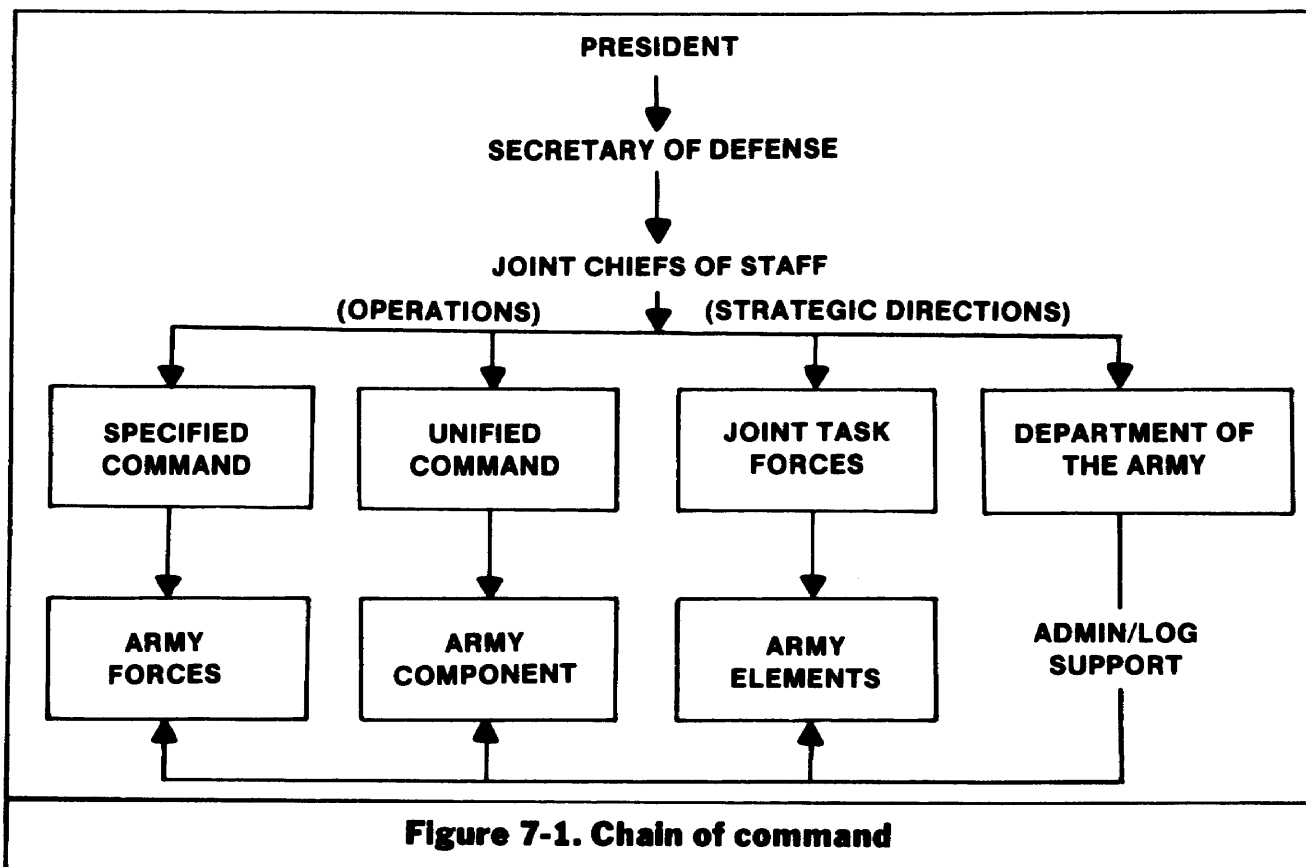 PRESIDENT
SECRETARY OF DEFENSE
JOINT CHIEFS OF STAFF
(OPERATIONS) (STRATEGIC DIRECTIONS)
SPECIFIED
COMMAND
UNIFIED
COMMAND
JOINT TASK
FORCES
DEPARTMENT OF
THE ARMY
ARMY
FORCES
ARMY
COMPONENT
ARMY
ELEMENTS
ADMIN/LOG
SUPPORT
Figure 7-1. Chain of command